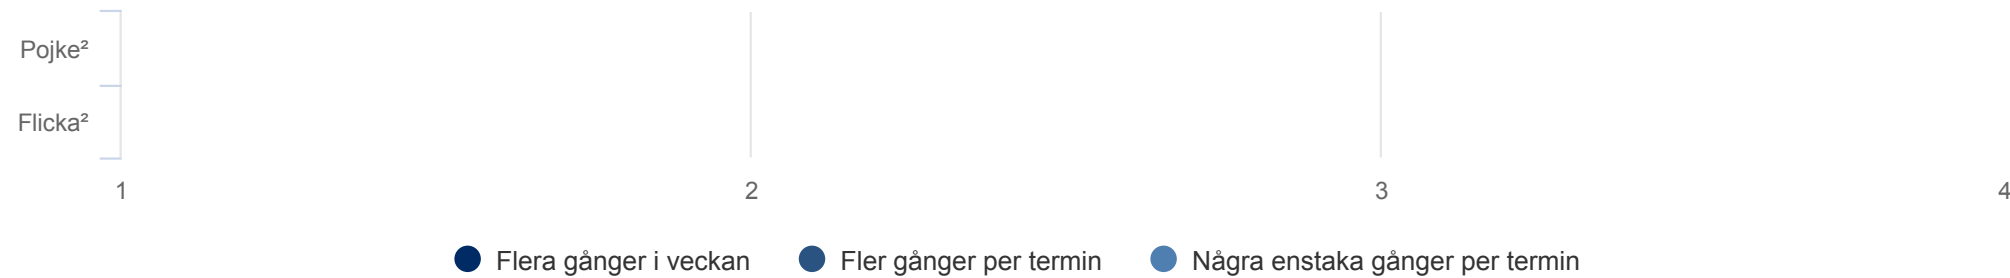 Pojke²
Flicka²
1 2 3 4
Flera gånger i veckan Fler gånger per termin Några enstaka gånger per termin